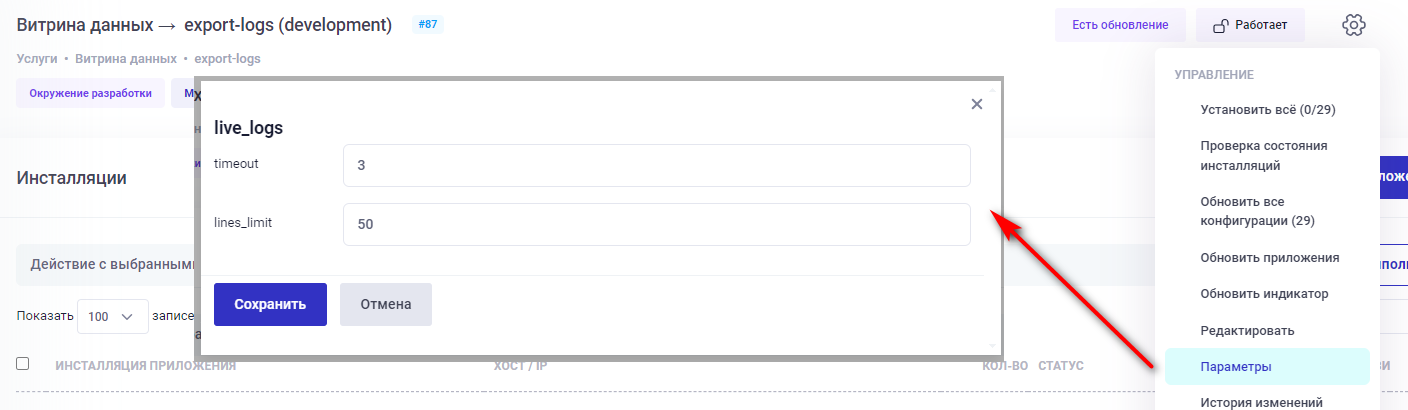 Витрина данных → export-logs (development) #87
Есть обновление
Работает
Услуги • Витрина данных • export-logs
УПРАВЛЕНИЕ
Окружение разработки
Установить всё (0/29)
live_logs
timeout
3
lines_limit
50
Сохранить
Отмена
Проверка состояния
инсталляций
Обновить все
конфигурации (29)
Обновить приложения
Обновить индикатор
Редактировать
Параметры
История изменений
Инсталляции
Действие с выбранными
Показать 100 записе
ИНСТАЛЛЯЦИЯ ПРИЛОЖЕНИЯ
ХОСТ / IP
КОЛ-ВО
СТАТУС